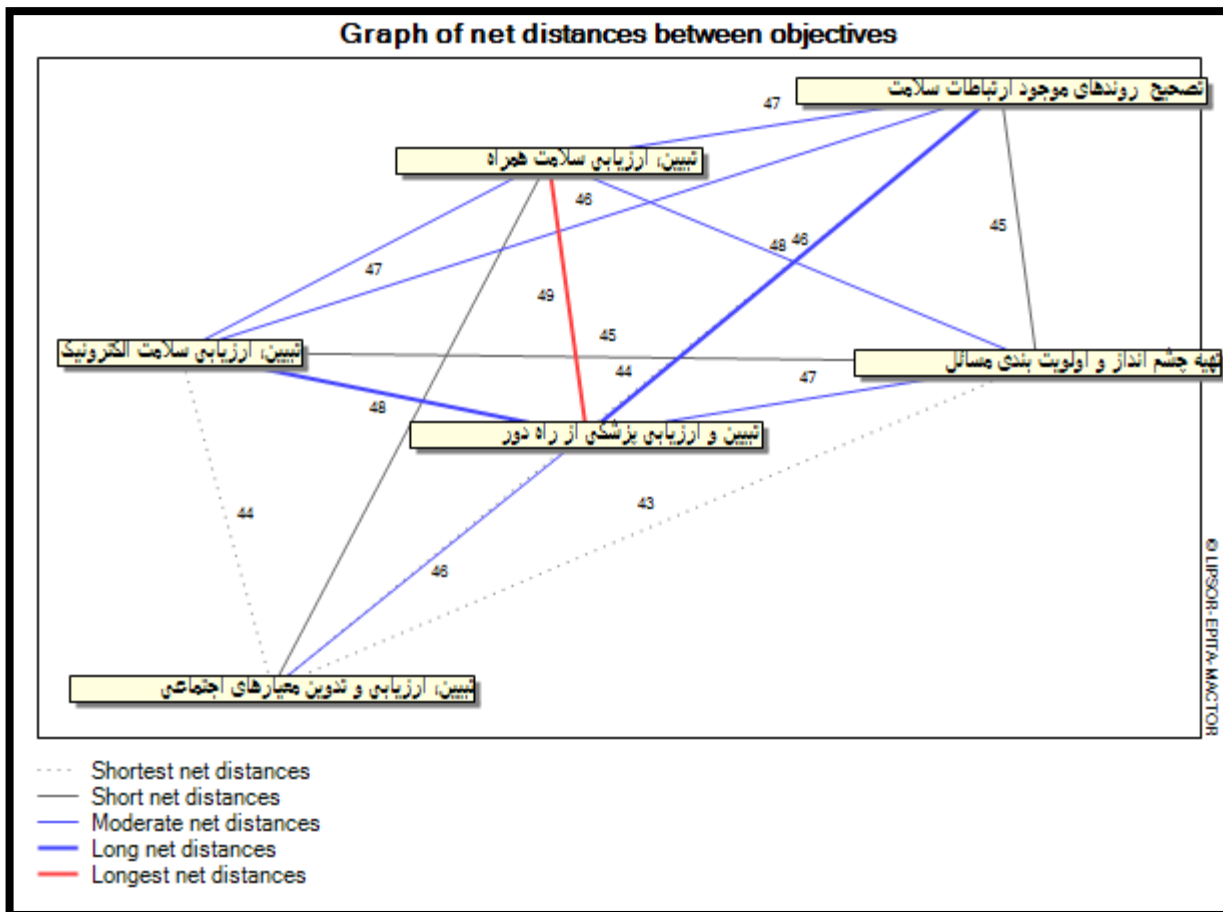 Graph of net distances between objectives
تصحیح روندهای موجود ارتباطات سلامت
47
تبیین، ارزیابی سلامت همراه
46
45
48
46
47
49
45
تبیین، ارزیابی سلامت الکترونیک
تهیه چشم انداز و اولویت بندی مسائل
44
47
48
تبیین و ارزیابی پزشکی از راه دور
43
44
46
تبیین، ارزیابی و تدوین معیارهای اجتماعی
© LIPSOR-EPITA-MACTOR
Shortest net distances
Short net distances
Moderate net distances
Long net distances
Longest net distances